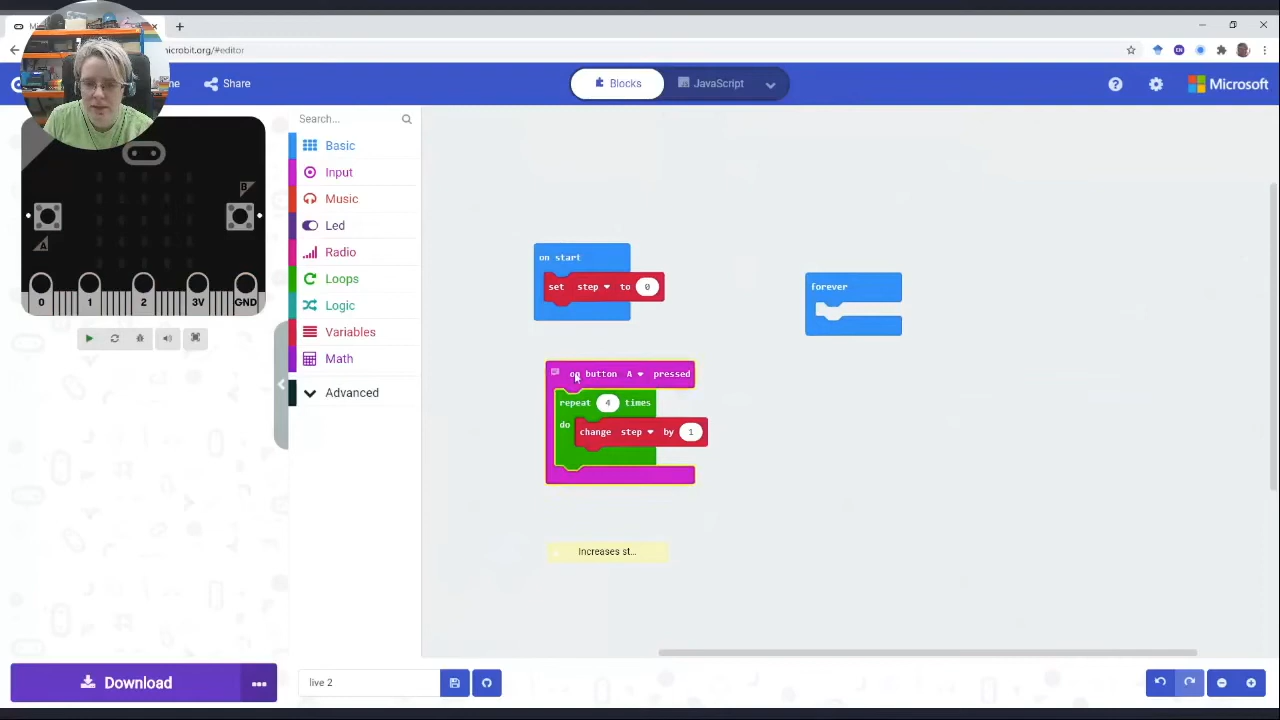 icrobit.org/#editor
me
Share
Blocks
JavaScript
Microsoft
Search...
Basic
Input
Music
Led
Radio
Loops
Logic
Variables
Math
Advanced
B
A
0 1 2 3V GND
on start
set step to 0
forever
on button A pressed
repeat 4 times
do
change step by 1
Increases st...
Download
live 2